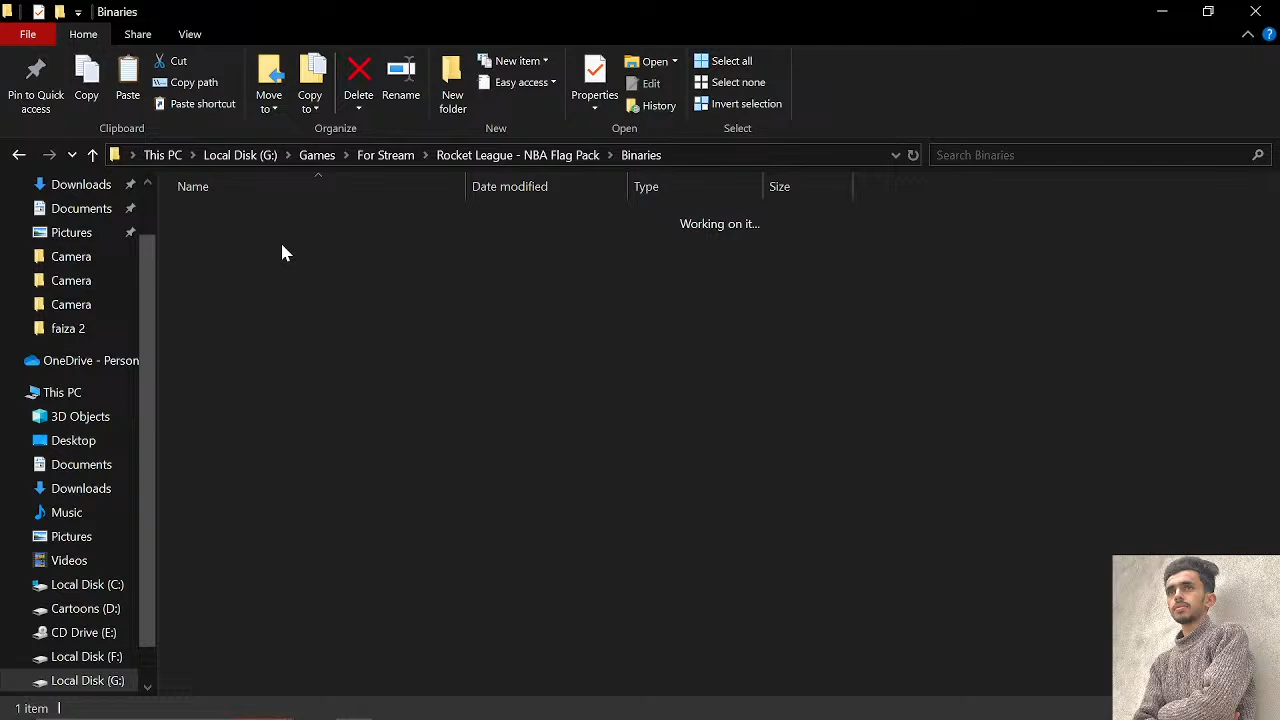 Binaries
File
Home
Share
View
Pin to Quick access
Copy
Paste
Cut
Copy path
Paste shortcut
Clipboard
Move to
Copy to
Delete
Rename
Organize
New folder
New item
Easy access
New
Properties
Open
Edit
History
Open
Select all
Select none
Invert selection
Select
This PC
Local Disk (G:)
Games
For Stream
Rocket League - NBA Flag Pack
Binaries
Search Binaries
Name
Date modified
Type
Size
Working on it...
Downloads
Documents
Pictures
Camera
Camera
Camera
faiza 2
OneDrive - Person
This PC
3D Objects
Desktop
Documents
Downloads
Music
Pictures
Videos
Local Disk (C:)
Cartoons (D:)
CD Drive (E:)
Local Disk (F:)
Local Disk (G:)
1 item